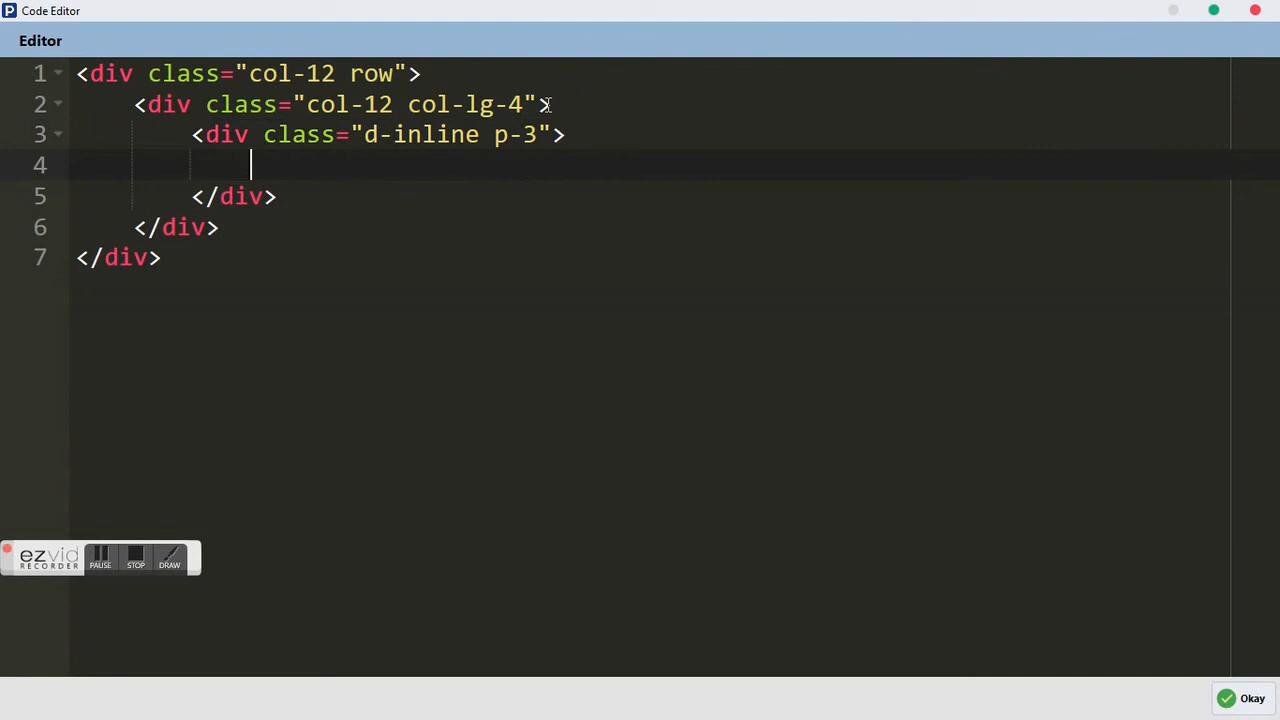 Code Editor
Editor
1 <div class="col-12 row">
2 <div class="col-12 col-lg-4">
3 <div class="d-inline p-3">
4
5 </div>
6 </div>
7 </div>
ezvid
RECORDER
PAUSE STOP DRAW
Okay